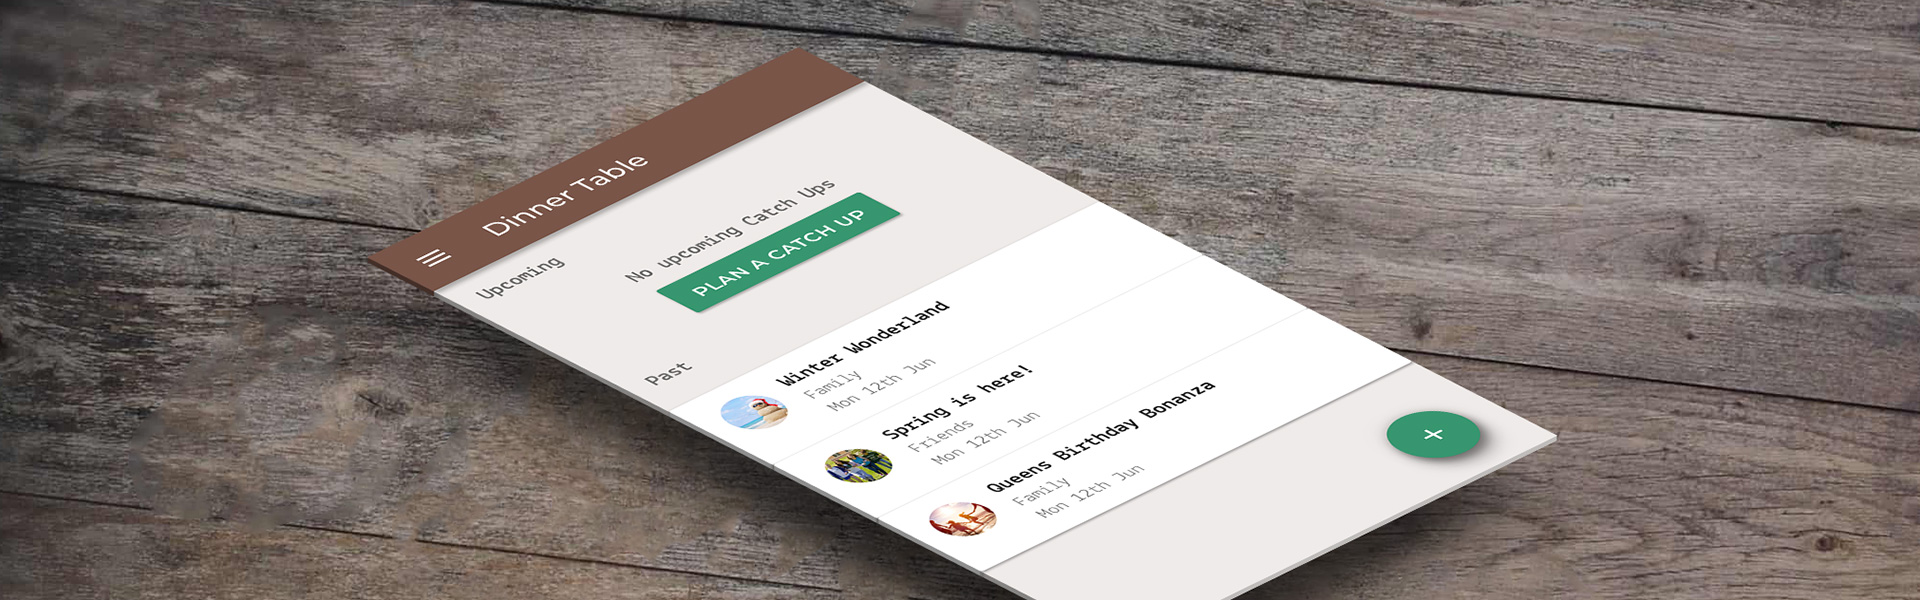 Dinner Table
Upcoming
No upcoming Catch Ups
PLAN A CATCH UP
Past
Winter Wonderland
Family
Mon 12th Jun
Spring is here!
Friends
Mon 12th Jun
Queens Birthday Bonanza
Family
Mon 12th Jun
+